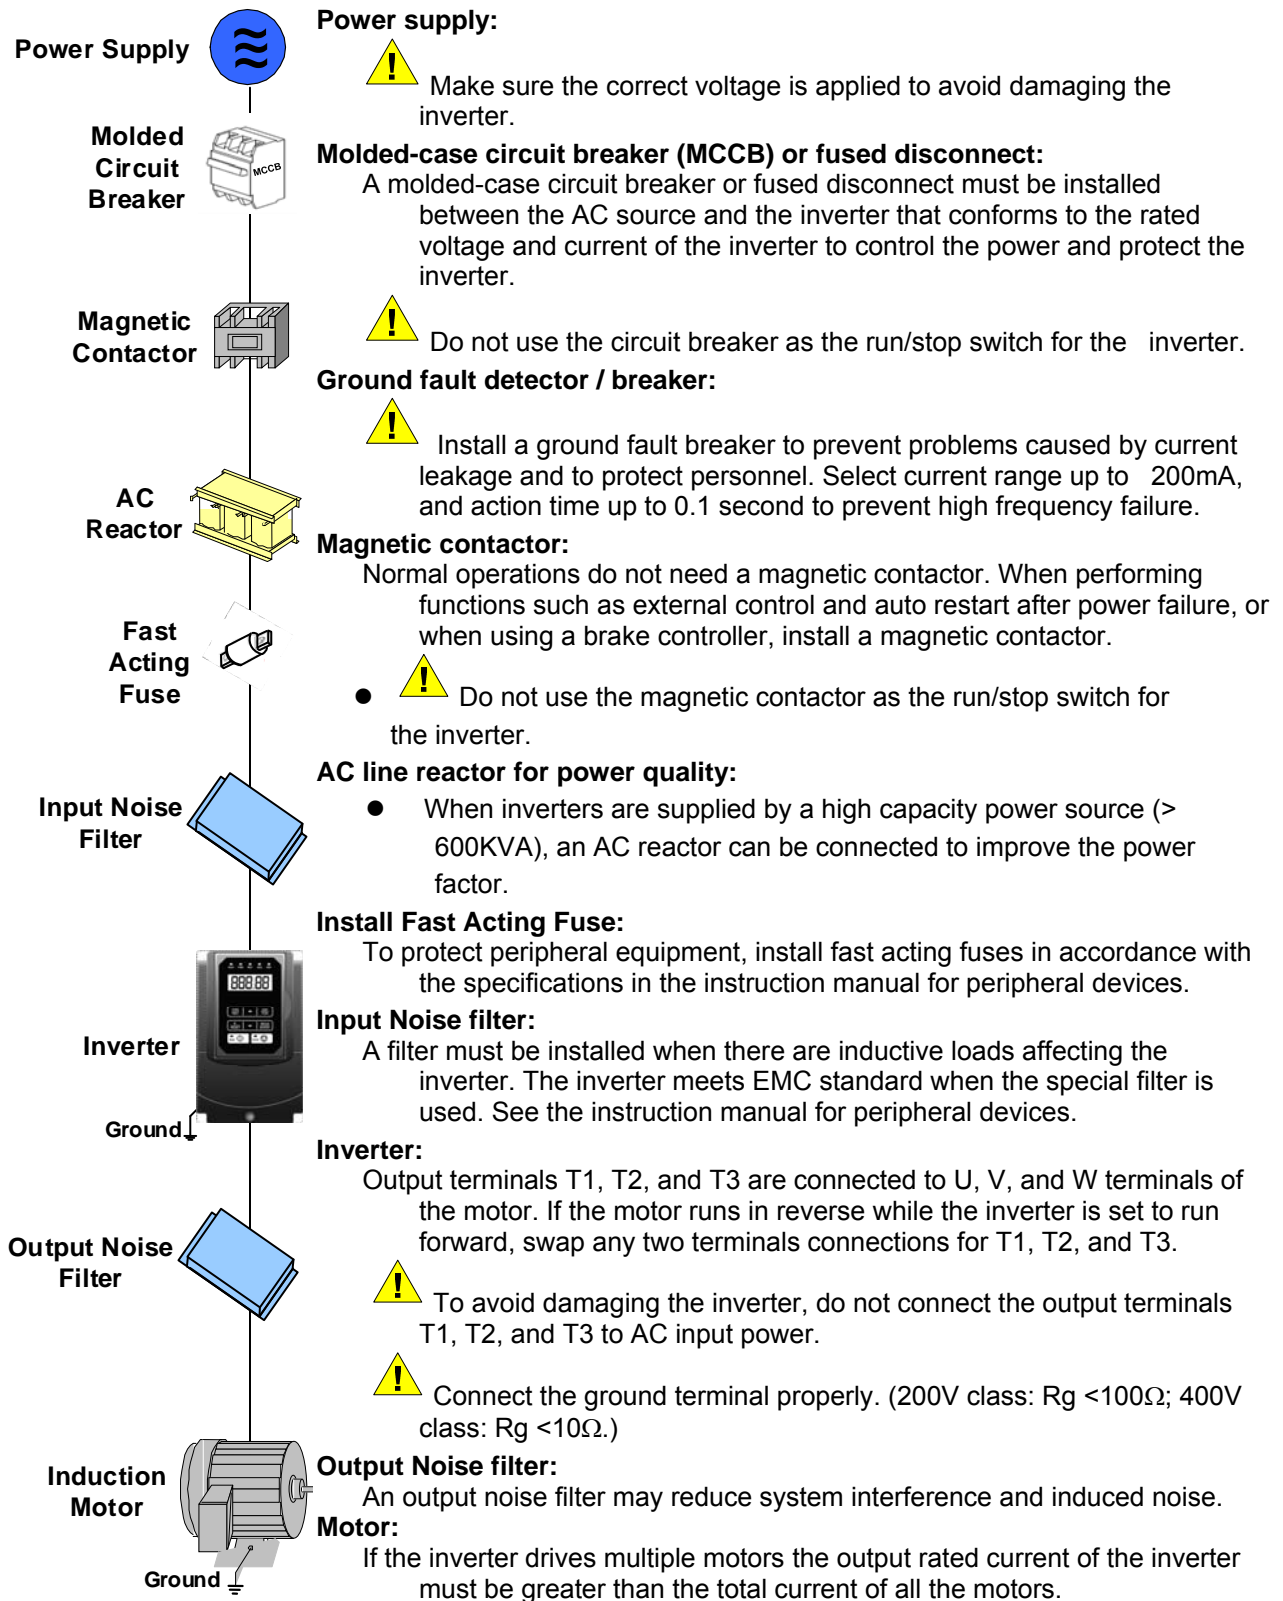 Power Supply
Molded
Circuit
Breaker
MCCB
Magnetic
Contactor
AC
Reactor
Fast
Acting
Fuse
Input Noise
Filter
Inverter
Ground
Output Noise
Filter
Induction
Motor
Ground
Power supply:
! Make sure the correct voltage is applied to avoid damaging the
inverter.
Molded-case circuit breaker (MCCB) or fused disconnect:
A molded-case circuit breaker or fused disconnect must be installed
between the AC source and the inverter that conforms to the rated
voltage and current of the inverter to control the power and protect the
inverter.
! Do not use the circuit breaker as the run/stop switch for the inverter.
Ground fault detector / breaker:
! Install a ground fault breaker to prevent problems caused by current
leakage and to protect personnel. Select current range up to 200mA,
and action time up to 0.1 second to prevent high frequency failure.
Magnetic contactor:
Normal operations do not need a magnetic contactor. When performing
functions such as external control and auto restart after power failure, or
when using a brake controller, install a magnetic contactor.
● ! Do not use the magnetic contactor as the run/stop switch for
the inverter.
AC line reactor for power quality:
● When inverters are supplied by a high capacity power source (>
600KVA), an AC reactor can be connected to improve the power
factor.
Install Fast Acting Fuse:
To protect peripheral equipment, install fast acting fuses in accordance with
the specifications in the instruction manual for peripheral devices.
Input Noise filter:
A filter must be installed when there are inductive loads affecting the
inverter. The inverter meets EMC standard when the special filter is
used. See the instruction manual for peripheral devices.
Inverter:
Output terminals T1, T2, and T3 are connected to U, V, and W terminals of
the motor. If the motor runs in reverse while the inverter is set to run
forward, swap any two terminals connections for T1, T2, and T3.
! To avoid damaging the inverter, do not connect the output terminals
T1, T2, and T3 to AC input power.
! Connect the ground terminal properly. (200V class: Rg <100Ω; 400V
class: Rg <10Ω.)
Output Noise filter:
An output noise filter may reduce system interference and induced noise.
Motor:
If the inverter drives multiple motors the output rated current of the inverter
must be greater than the total current of all the motors.